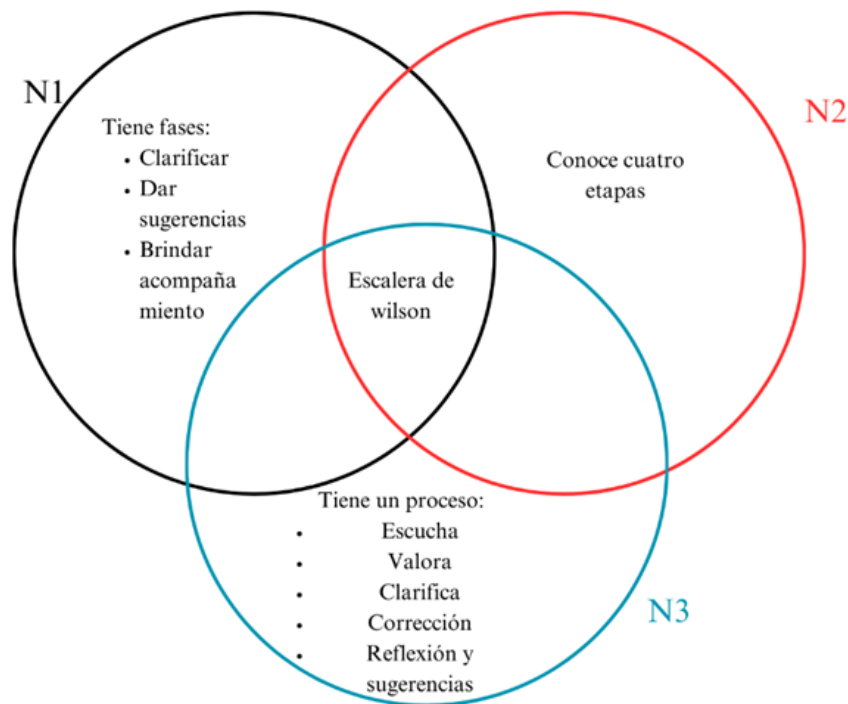 N1
Tiene fases:
• Clarificar
• Dar
sugerencias
• Brindar
acompaña
miento
N2
Conoce cuatro
etapas
Escalera de
wilson
Tiene un proceso:
• Escucha
• Valora
• Clarifica
• Corrección
• Reflexión y
sugerencias
N3